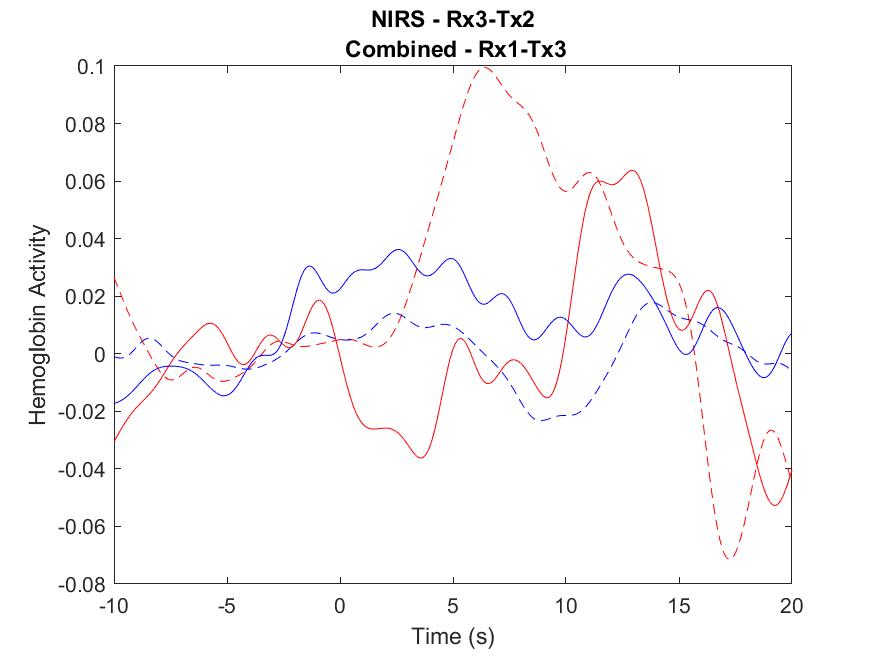 NIRS - Rx3-Tx2
Combined - Rx1-Tx3
0.1
0.08
0.06
0.04
0.02
0
-0.02
-0.04
-0.06
-0.08
Hemoglobin Activity
-10 -5 0 5 10 15 20
Time (s)